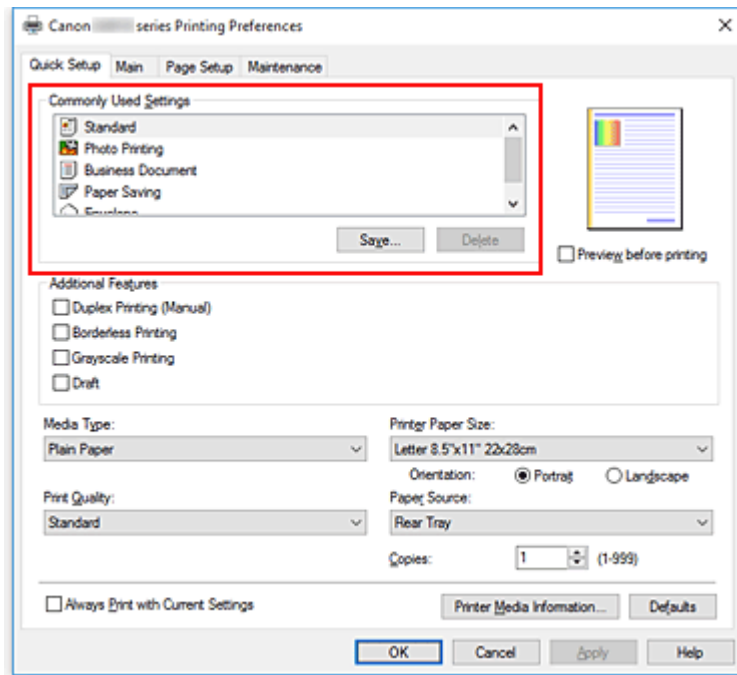 Canon series Printing Preferences
Quick Setup Main Page Setup Maintenance
Commonly Used Settings
Standard
Photo Printing
Business Document
Paper Saving
Envelope
Save... Delete
Preview before printing
Additional Features
Duplex Printing (Manual)
Borderless Printing
Grayscale Printing
Draft
Media Type: Printer Paper Size:
Plain Paper Letter 8.5"x11" 22x28cm
Orientation: Portrait Landscape
Print Quality: Paper Source:
Standard Rear Tray
Copies: 1 (1-999)
Always Print with Current Settings Printer Media Information... Defaults
OK Cancel Apply Help